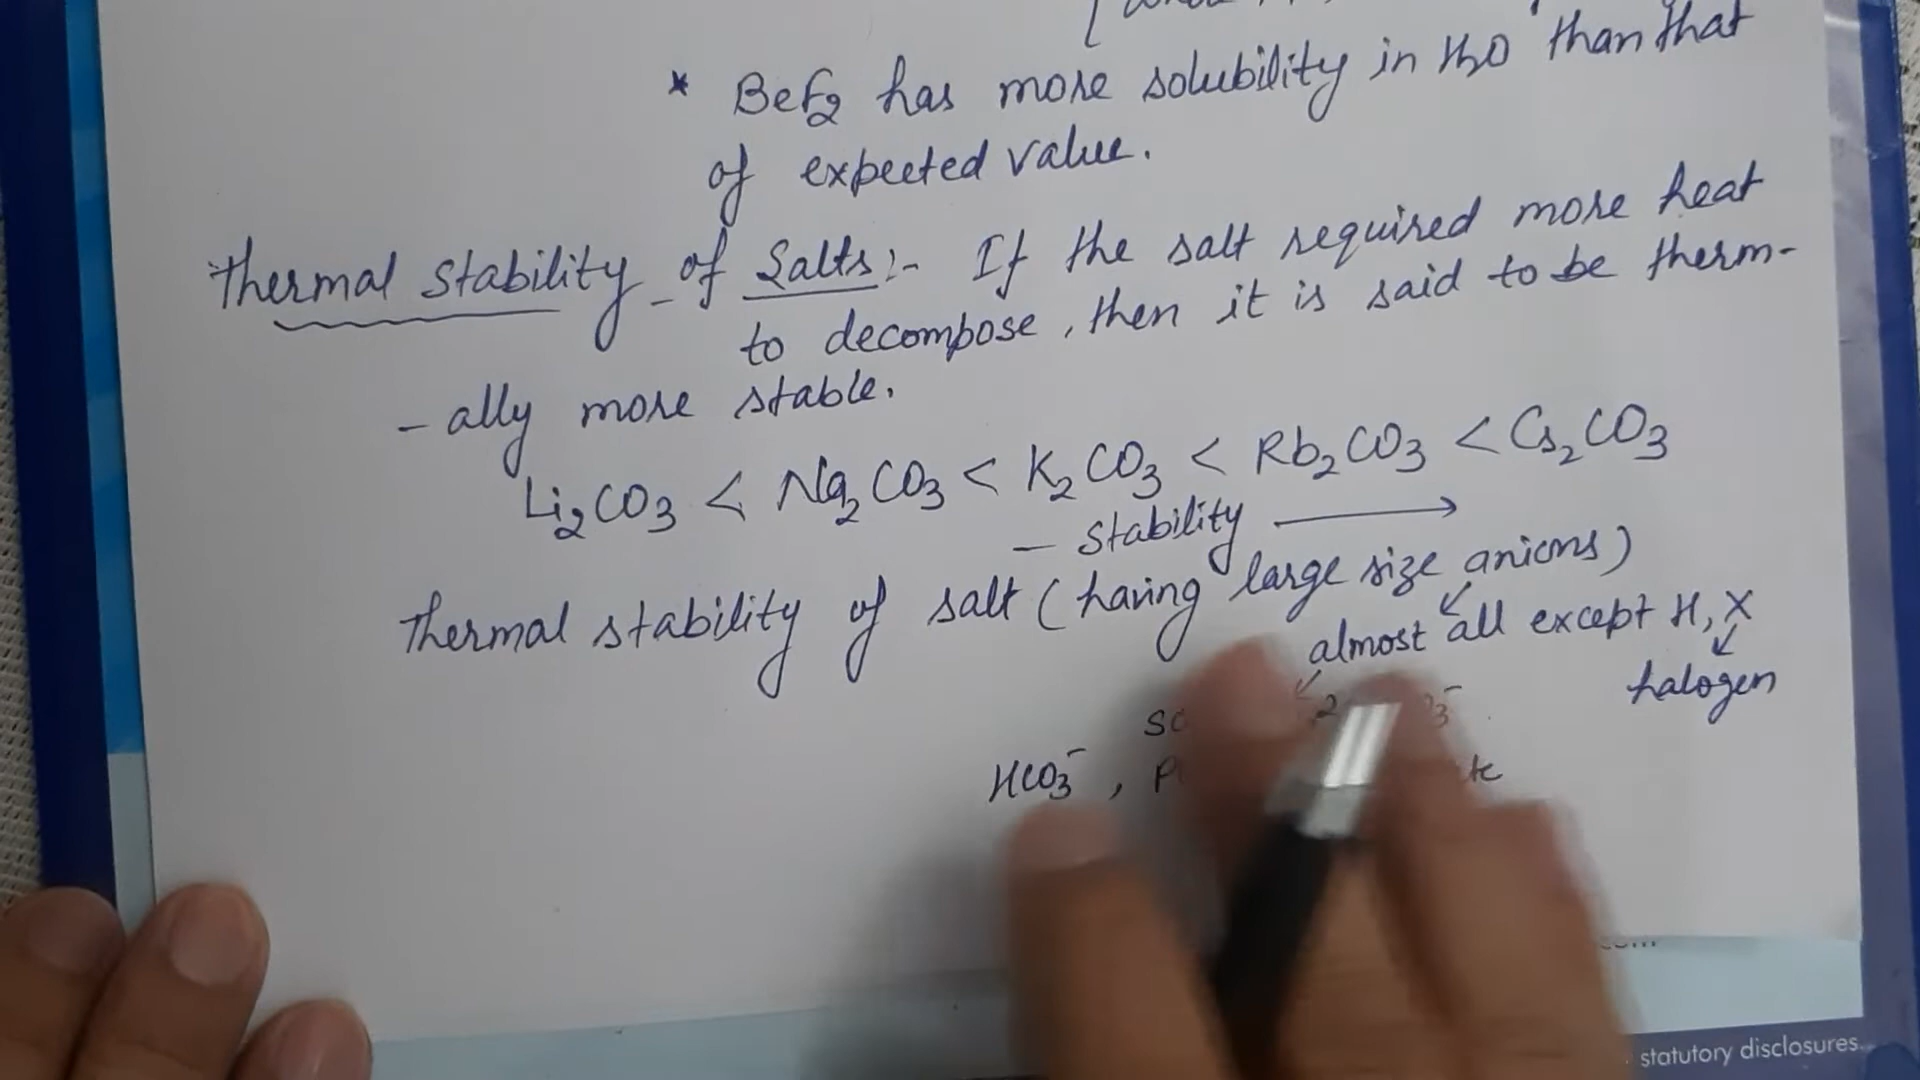 * BeF2 has more solubility in H2O than that
of expected value.
Thermal stability of Salts:- If the salt required more heat
to decompose, then it is said to be therm-
- ally more stable.
Li2CO3 < Na2CO3 < K2CO3 < Rb2CO3 < Cs2CO3
- Stability →
Thermal stability of salt (having large size anions)
almost all except H, X
halogen
HCO3⁻,
statutory disclosures